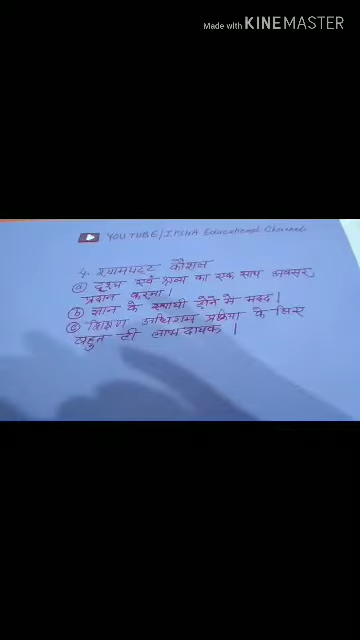 Made with KINEMASTER
YOUTUBE/IPSHA Educational Channel
4. श्यामपट्ट कौशल
ⓐ दृश्य एवं श्रव्य का एक साथ अवसर
प्रदान करना।
ⓑ ज्ञान के स्थायी होने में मदद।
ⓒ शिक्षण अधिगम प्रक्रिया के लिए
बहुत ही लाभदायक।